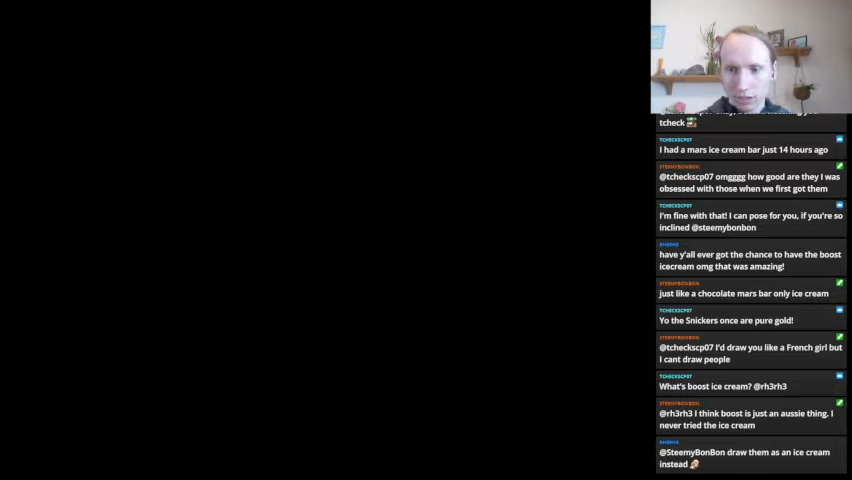 tcheck
TCHECKSCP07
I had a mars ice cream bar just 14 hours ago
STEEMYBONBON
@tcheckscp07 omgggg how good are they I was
obsessed with those when we first got them
TCHECKSCP07
I'm fine with that! I can pose for you, if you're so
inclined @steemybonbon
RH3RH3
have y'all ever got the chance to have the boost
icecream omg that was amazing!
STEEMYBONBON
just like a chocolate mars bar only ice cream
TCHECKSCP07
Yo the Snickers once are pure gold!
STEEMYBONBON
@tcheckscp07 I'd draw you like a French girl but
I cant draw people
TCHECKSCP07
What's boost ice cream? @rh3rh3
STEEMYBONBON
@rh3rh3 I think boost is just an aussie thing. I
never tried the ice cream
RH3RH3
@SteemyBonBon draw them as an ice cream
instead